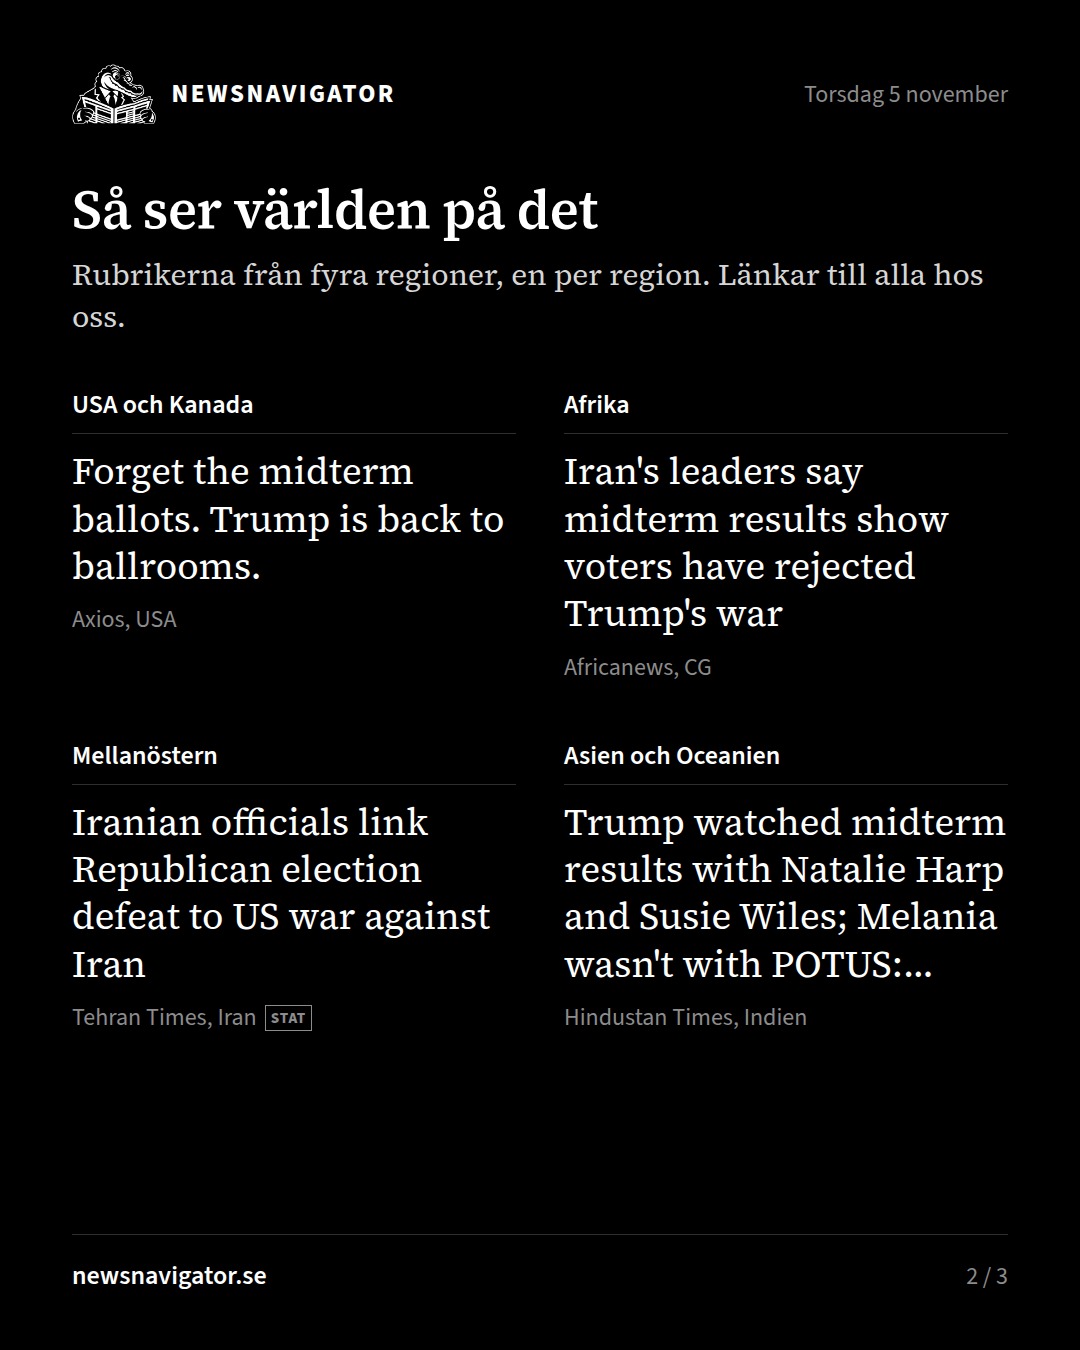 NEWSNAVIGATOR
Torsdag 5 november
Så ser världen på det
Rubrikerna från fyra regioner, en per region. Länkar till alla hos
oss.
USA och Kanada
Forget the midterm
ballots. Trump is back to
ballrooms.
Axios, USA
Afrika
Iran's leaders say
midterm results show
voters have rejected
Trump's war
Africanews, CG
Mellanöstern
Iranian officials link
Republican election
defeat to US war against
Iran
Tehran Times, Iran STAT
Asien och Oceanien
Trump watched midterm
results with Natalie Harp
and Susie Wiles; Melania
wasn't with POTUS:...
Hindustan Times, Indien
newsnavigator.se
2 / 3